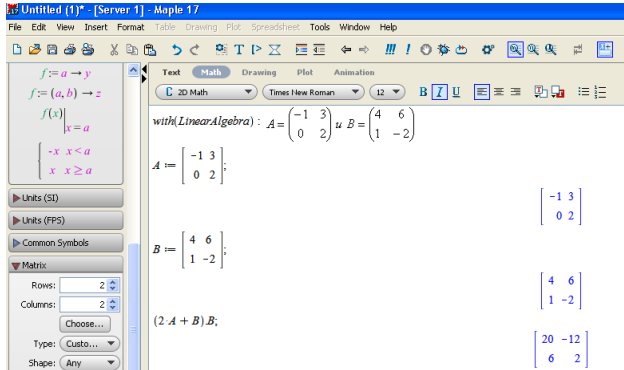 Untitled (1)* - [Server 1] - Maple 17
File Edit View Insert Format Table Drawing Plot Spreadsheet Tools Window Help
Text Math Drawing Plot Animation
C 2D Math Times New Roman 12 B I U
f := a → y
f := (a, b) → z
f(x)|x = a
{ -x x < a
x x ≥ a
Units (SI)
Units (FPS)
Common Symbols
Matrix
Rows: 2
Columns: 2
Choose...
Type: Custo...
Shape: Any
with(LinearAlgebra) : A = (-1 3 
0 2) и B = (4 6 
1 -2)
A := [-1 3
0 2];
[-1 3
0 2]
B := [4 6
1 -2];
[4 6
1 -2]
(2·A + B).B;
[20 -12
6 2]